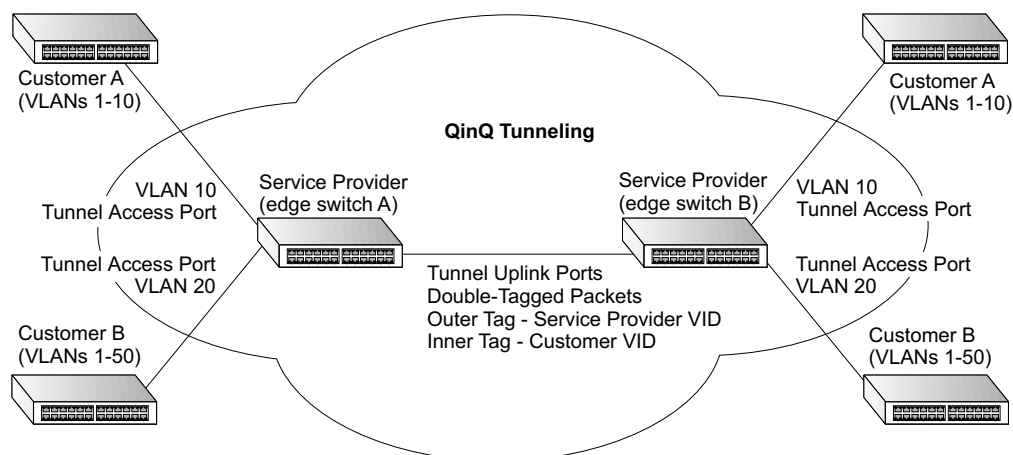 Customer A
(VLANs 1-10)
Customer A
(VLANs 1-10)
QinQ Tunneling
VLAN 10
Tunnel Access Port
Service Provider
(edge switch A)
Service Provider
(edge switch B)
VLAN 10
Tunnel Access Port
Tunnel Access Port
VLAN 20
Tunnel Uplink Ports
Double-Tagged Packets
Outer Tag - Service Provider VID
Inner Tag - Customer VID
Tunnel Access Port
VLAN 20
Customer B
(VLANs 1-50)
Customer B
(VLANs 1-50)